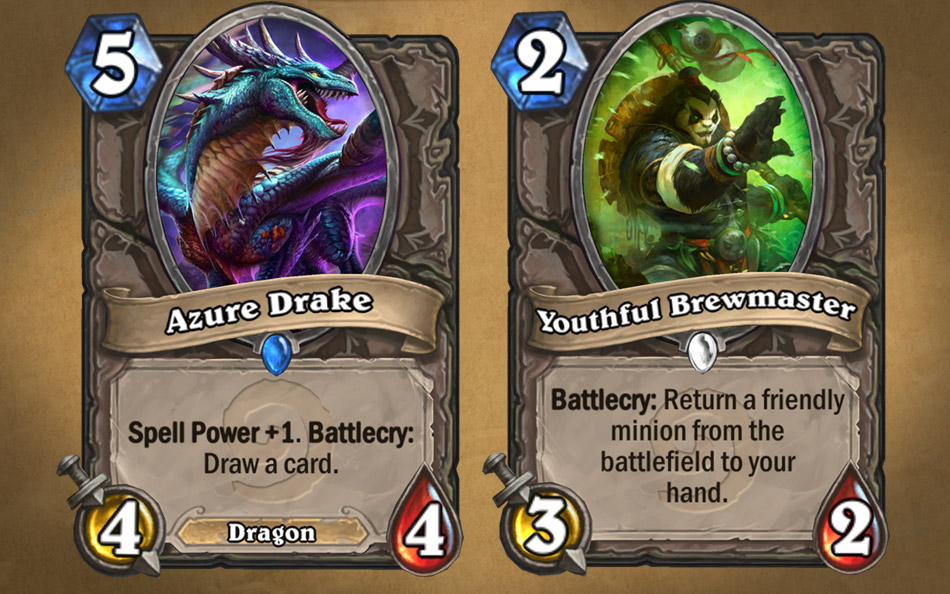 5
Azure Drake
Spell Power +1. Battlecry:
Draw a card.
4
Dragon
4
2
Youthful Brewmaster
Battlecry: Return a friendly
minion from the
battlefield to your
hand.
3
2